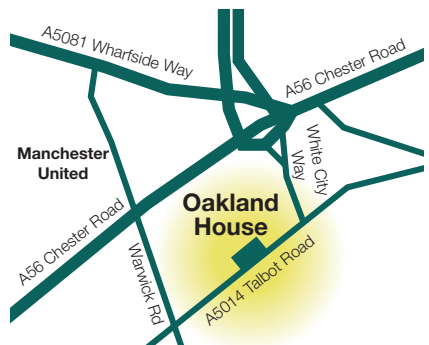 A5081 Wharfside Way
A56 Chester Road
White City
Way
Manchester
United
Oakland
House
A56 Chester Road
Warwick Rd
A5014 Talbot Road